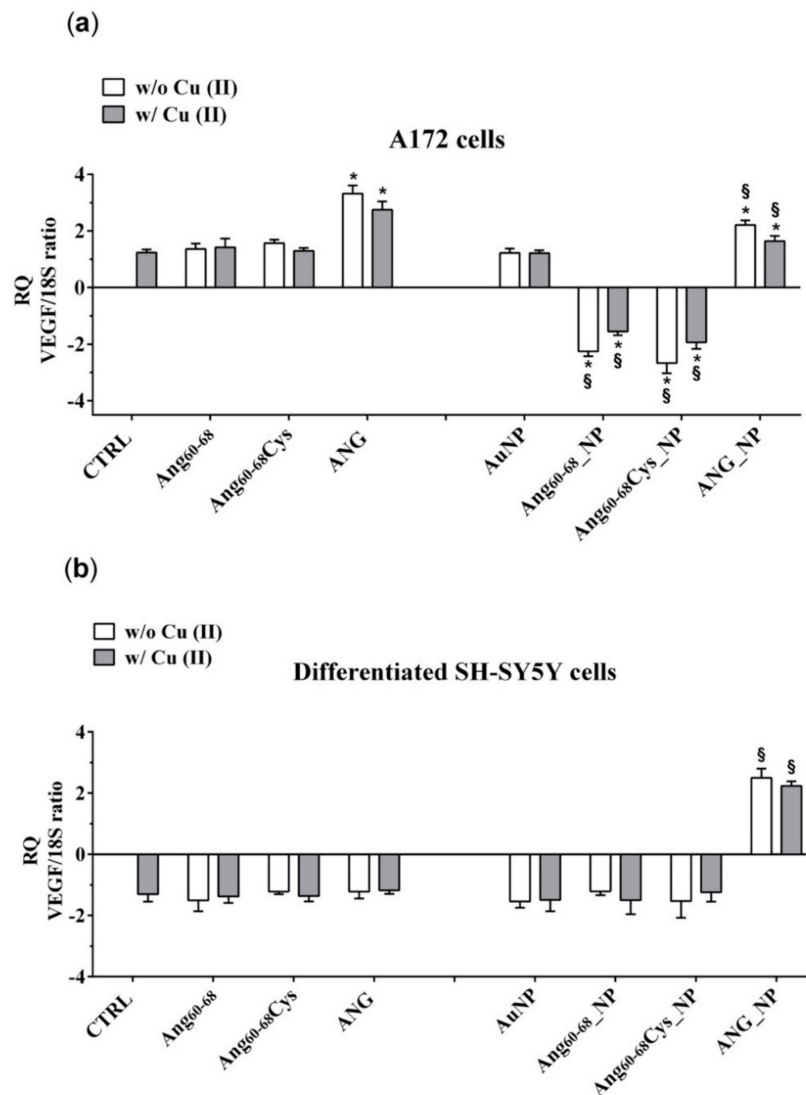 (a)
w/o Cu (II)
w/ Cu (II)
A172 cells
RQ
VEGF/18S ratio
4
2
0
-2
-4
* * § * § *
* § * § * § * §
CTRL
Ang60-68
Ang60-68Cys
ANG
AuNP
Ang60-68_NP
Ang60-68Cys_NP
ANG_NP
(b)
w/o Cu (II)
w/ Cu (II)
Differentiated SH-SY5Y cells
RQ
VEGF/18S ratio
4
2
0
-2
-4
§ §
CTRL
Ang60-68
Ang60-68Cys
ANG
AuNP
Ang60-68_NP
Ang60-68Cys_NP
ANG_NP